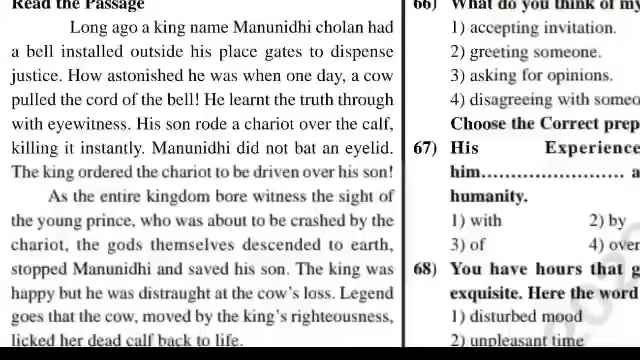 Read the Passage
Long ago a king name Manunidhi cholan had
a bell installed outside his place gates to dispense
justice. How astonished he was when one day, a cow
pulled the cord of the bell! He learnt the truth through
with eyewitness. His son rode a chariot over the calf,
killing it instantly. Manunidhi did not bat an eyelid.
The king ordered the chariot to be driven over his son!
As the entire kingdom bore witness the sight of
the young prince, who was about to be crashed by the
chariot, the gods themselves descended to earth,
stopped Manunidhi and saved his son. The king was
happy but he was distraught at the cow's loss. Legend
goes that the cow, moved by the king's righteousness,
licked her dead calf back to life.
66) What do you think of my
1) accepting invitation.
2) greeting someone.
3) asking for opinions.
4) disagreeing with someo
Choose the Correct prep
67) His Experience
him........................ a
humanity.
1) with 2) by
3) of 4) over
68) You have hours that g
exquisite. Here the word
1) disturbed mood
2) unpleasant time